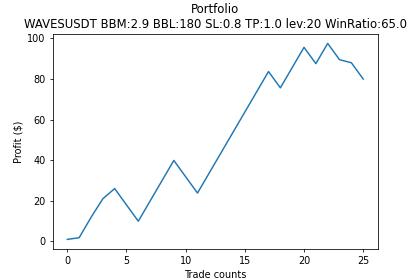 Portfolio
WAVESUSDT BBM:2.9 BBL:180 SL:0.8 TP:1.0 lev:20 WinRatio:65.0
100
80
60
40
20
0
Profit ($)
0 5 10 15 20 25
Trade counts